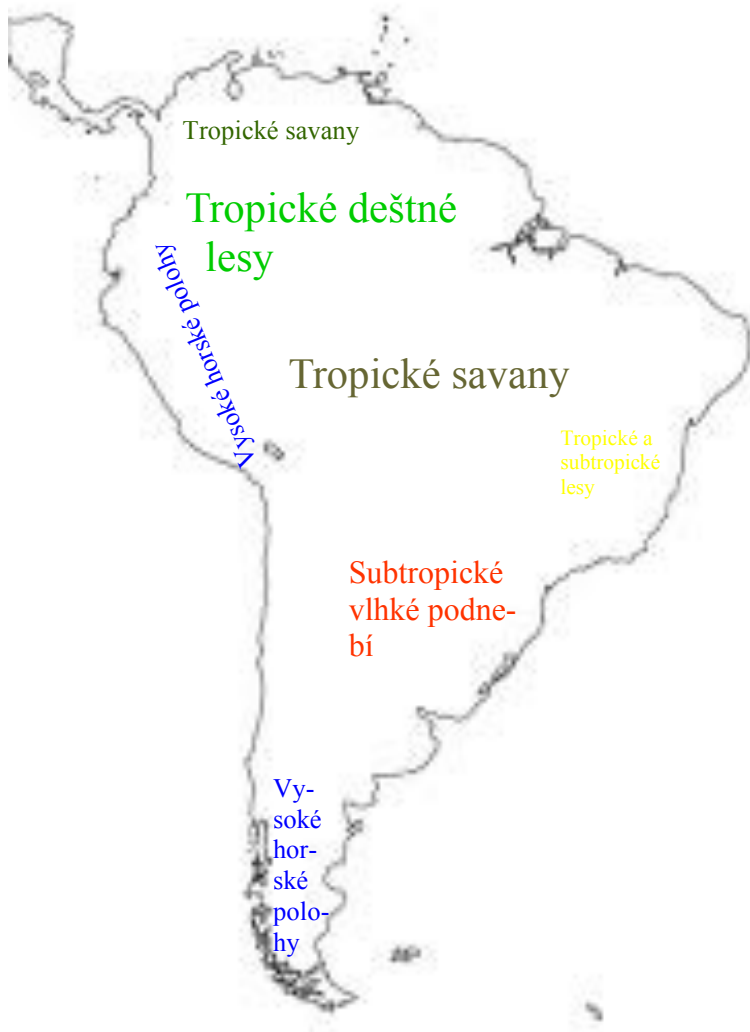 Tropické savany
Tropické deštné
lesy
Vysoké horské polohy
Tropické savany
Tropické a
subtropické
lesy
Subtropické
vlhké podne-
bí
Vy-
soké
hor-
ské
polo-
hy